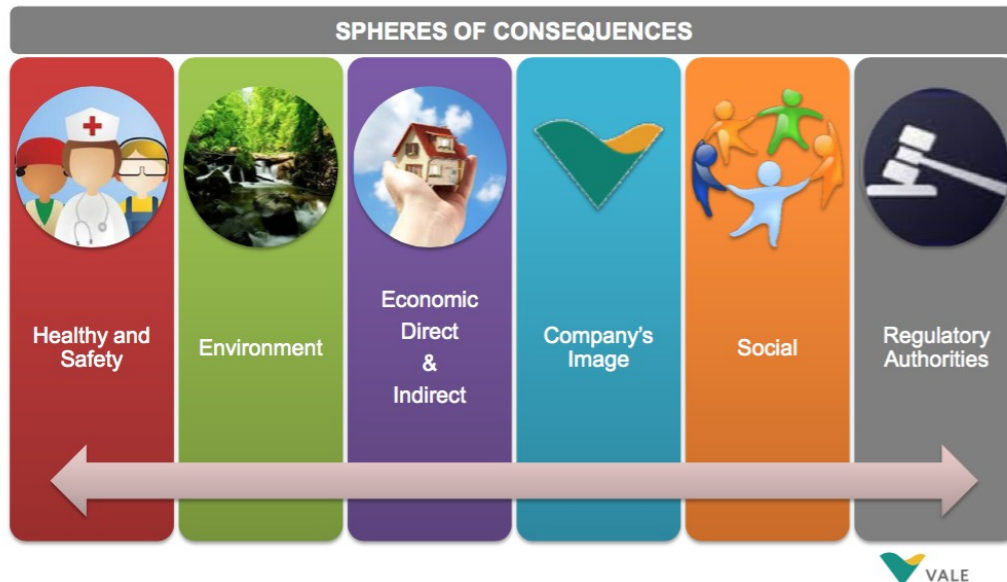 SPHERES OF CONSEQUENCES
Healthy and
Safety
Environment
Economic
Direct
&
Indirect
Company's
Image
Social
Regulatory
Authorities
VALE